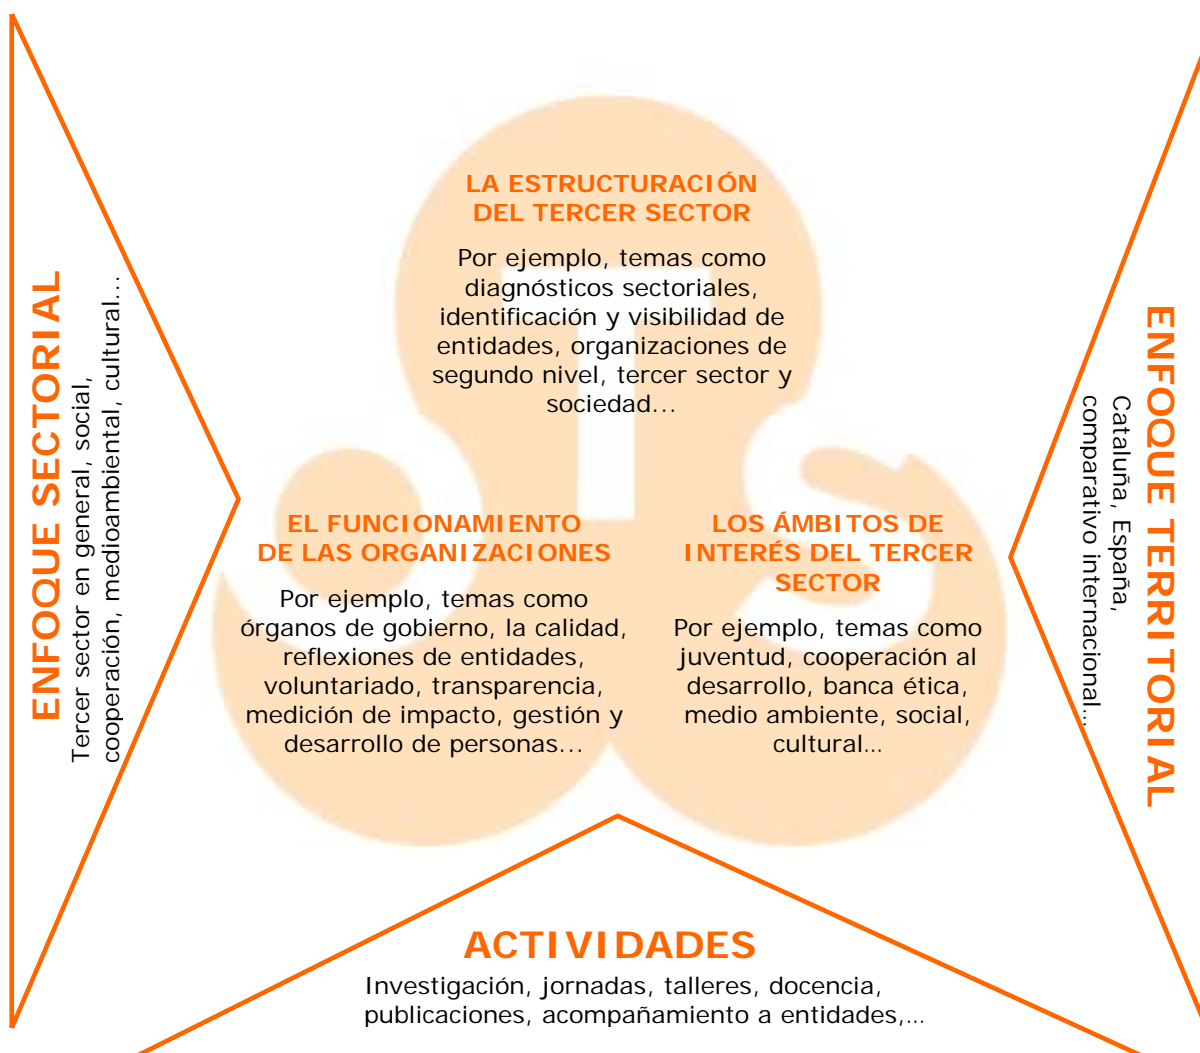 LA ESTRUCTURACIÓN
DEL TERCER SECTOR
Por ejemplo, temas como
diagnósticos sectoriales,
identificación y visibilidad de
entidades, organizaciones de
segundo nivel, tercer sector y
sociedad...
ENFOQUE SECTORIAL
Tercer sector en general, social,
cooperación, medioambiental, cultural...
TS
EL FUNCIONAMIENTO
DE LAS ORGANIZACIONES
Por ejemplo, temas como
órganos de gobierno, la calidad,
reflexiones de entidades,
voluntariado, transparencia,
medición de impacto, gestión y
desarrollo de personas...
LOS ÁMBITOS DE
INTERÉS DEL TERCER
SECTOR
Por ejemplo, temas como
juventud, cooperación al
desarrollo, banca ética,
medio ambiente, social,
cultural...
ENFOQUE TERRITORIAL
Cataluña, España,
comparativo internacional...
ACTIVIDADES
Investigación, jornadas, talleres, docencia,
publicaciones, acompañamiento a entidades,...